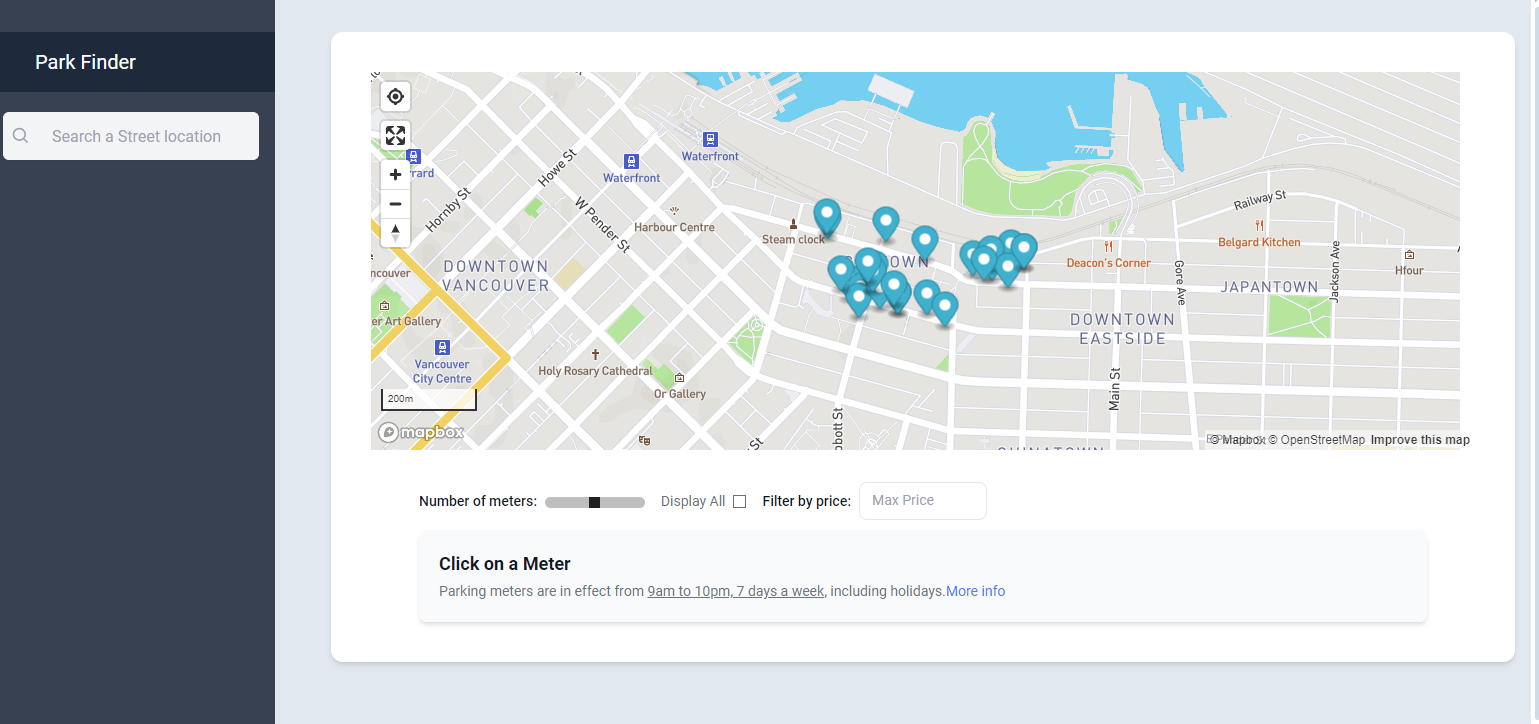 Park Finder
Search a Street location
Waterfront
Waterfront
Howe St
Hornby St
W Pender St
Harbour Centre
Steam clock
DOWNTOWN
VANCOUVER
Railway St
Belgard Kitchen
Deacon's Corner
Hfour
Gore Ave
Jackson Ave
JAPANTOWN
DOWNTOWN
EASTSIDE
er Art Gallery
Vancouver
City Centre
Holy Rosary Cathedral
Or Gallery
Main St
bbott St
St
200m
mapbox
CHINATOWN
© Mapbox © OpenStreetMap Improve this map
Number of meters:
Display All
Filter by price:
Max Price
Click on a Meter
Parking meters are in effect from 9am to 10pm, 7 days a week, including holidays.More info